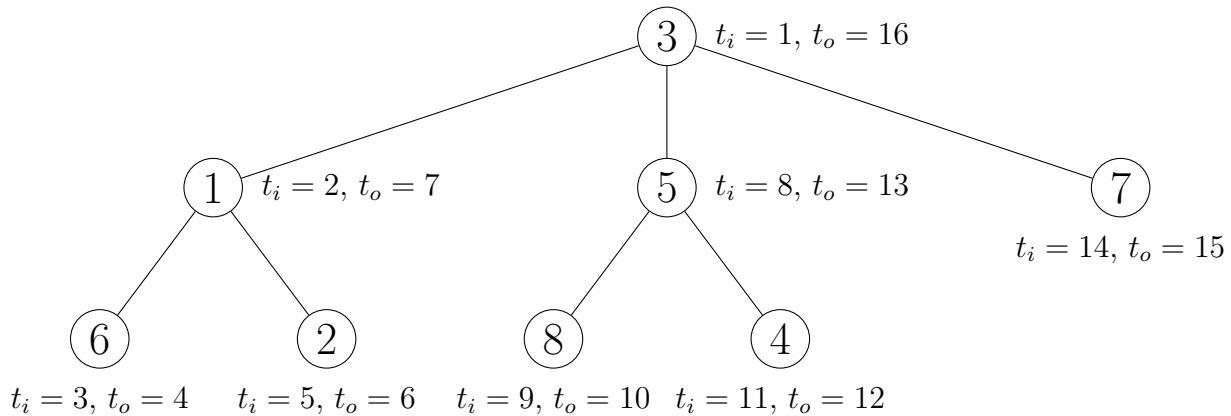 3 t_i = 1, t_o = 16
1 t_i = 2, t_o = 7
5 t_i = 8, t_o = 13
7
t_i = 14, t_o = 15
6 2 8 4
t_i = 3, t_o = 4 t_i = 5, t_o = 6 t_i = 9, t_o = 10 t_i = 11, t_o = 12